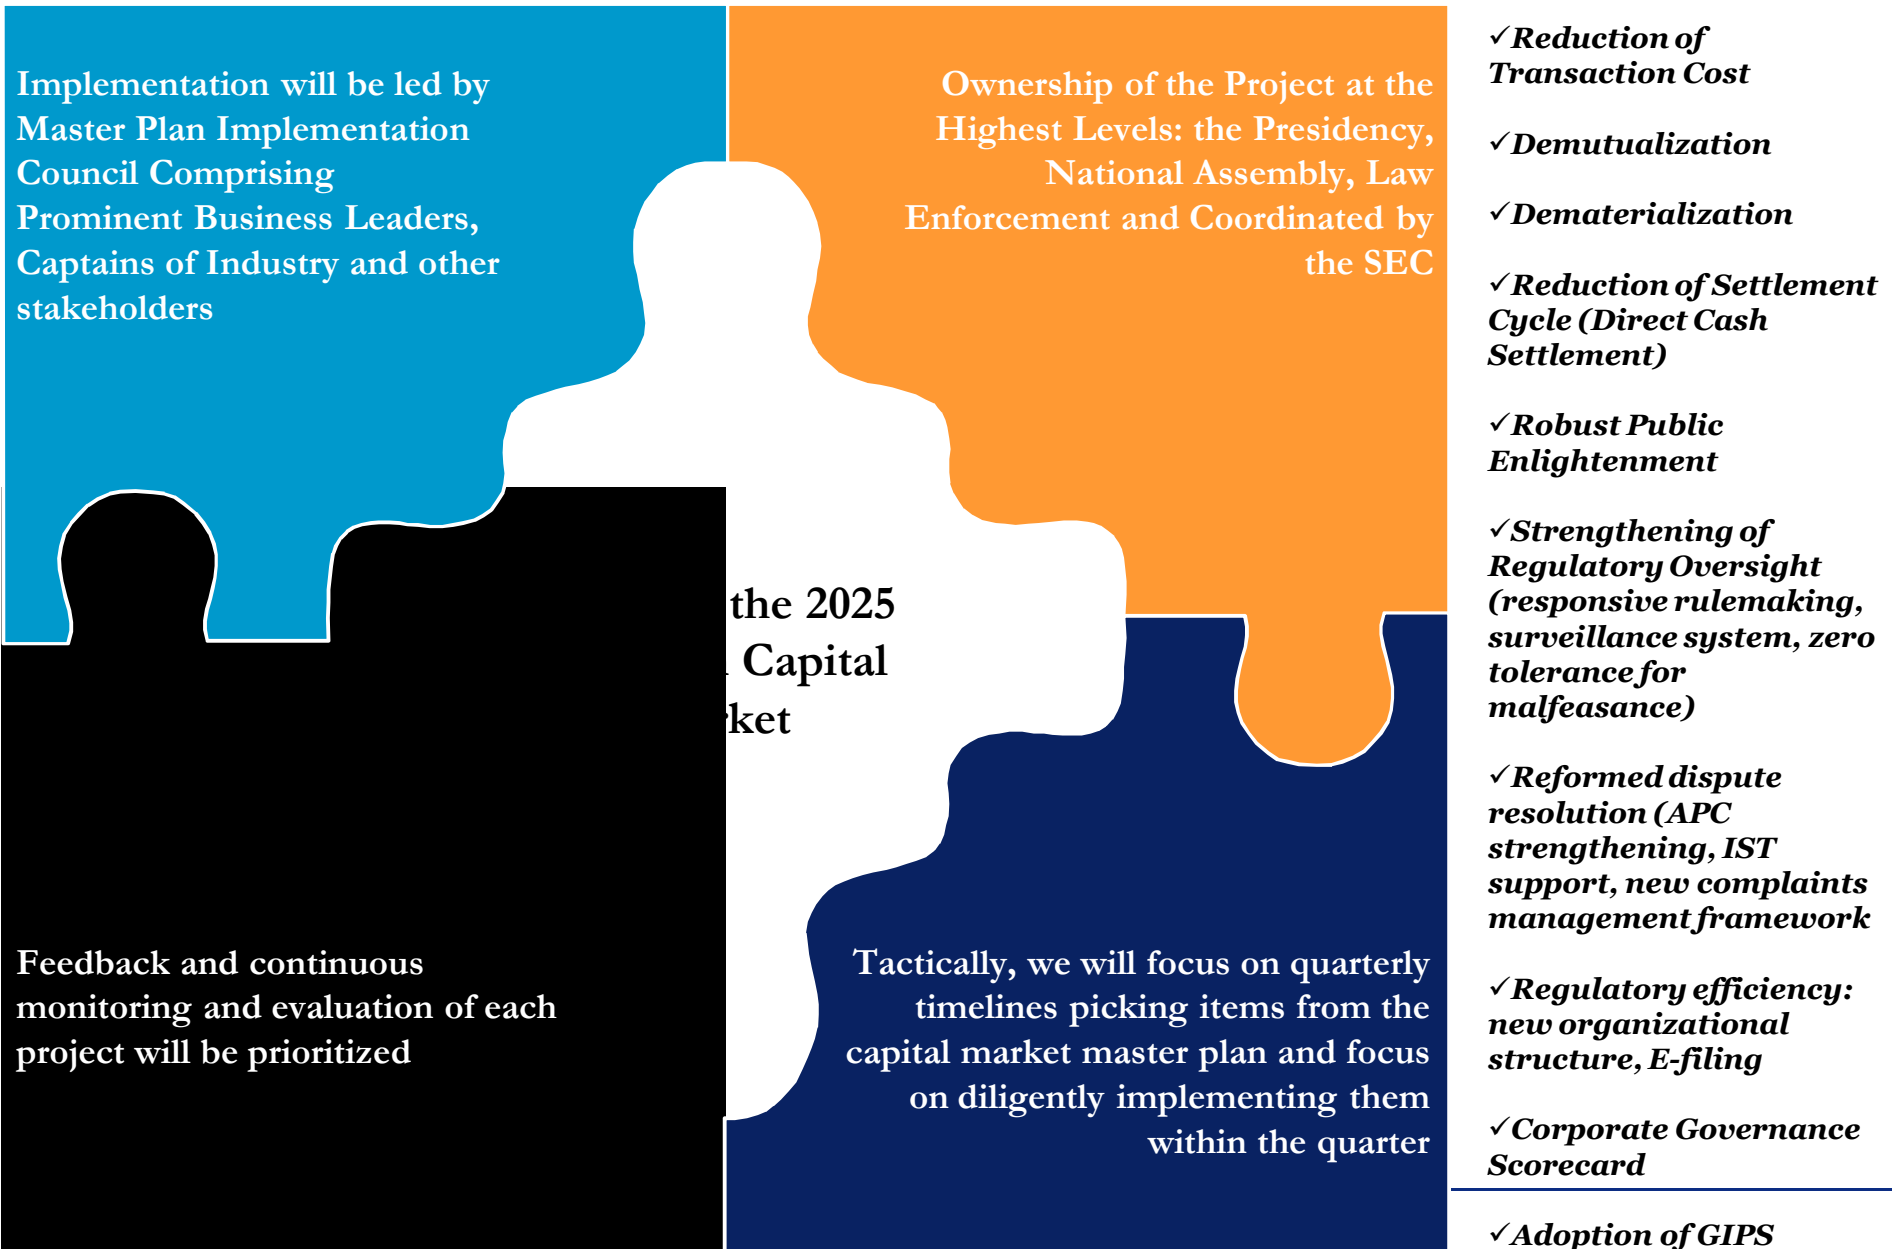 Implementation will be led by
Master Plan Implementation
Council Comprising
Prominent Business Leaders,
Captains of Industry and other
stakeholders
Ownership of the Project at the
Highest Levels: the Presidency,
National Assembly, Law
Enforcement and Coordinated by
the SEC
the 2025
Capital
Feedback and continuous
monitoring and evaluation of each
project will be prioritized
Tactically, we will focus on quarterly
timelines picking items from the
capital market master plan and focus
on diligently implementing them
within the quarter
✓Reduction of
Transaction Cost
✓Demutualization
✓Dematerialization
✓Reduction of Settlement
Cycle (Direct Cash
Settlement)
✓Robust Public
Enlightenment
✓Strengthening of
Regulatory Oversight
(responsive rulemaking,
surveillance system, zero
tolerance for
malfeasance)
✓Reformed dispute
resolution (APC
strengthening, IST
support, new complaints
management framework
✓Regulatory efficiency:
new organizational
structure, E-filing
✓Corporate Governance
Scorecard
✓Adoption of GIPS